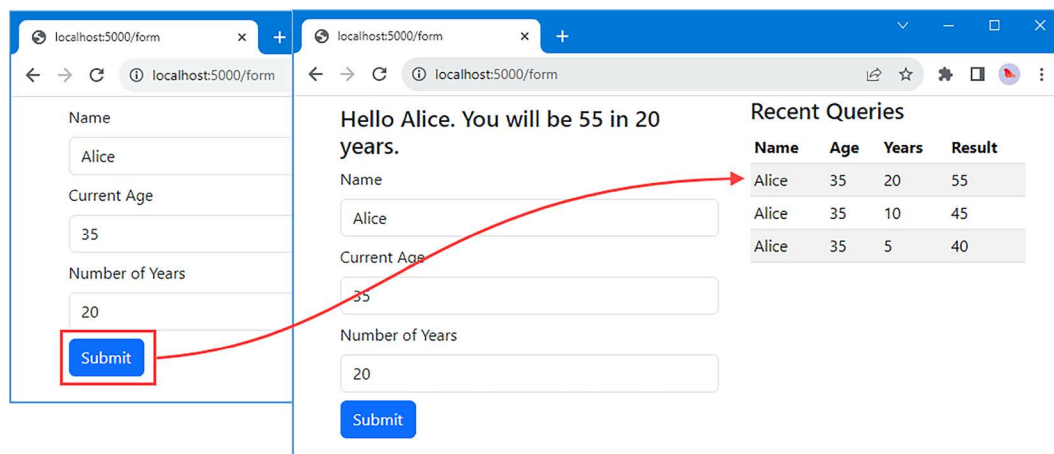 localhost:5000/form
localhost:5000/form
Name
Alice
Current Age
35
Number of Years
20
Submit
localhost:5000/form
localhost:5000/form
Hello Alice. You will be 55 in 20
years.
Name
Alice
Current Age
35
Number of Years
20
Submit
Recent Queries
Name Age Years Result
Alice 35 20 55
Alice 35 10 45
Alice 35 5 40